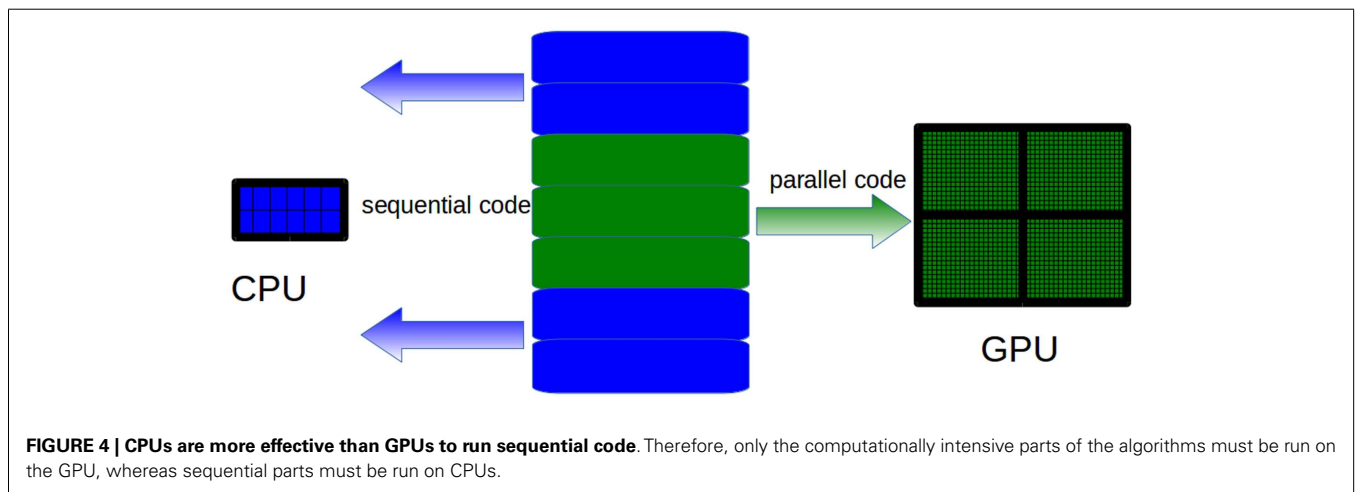 parallel code
sequential code
CPU
GPU
FIGURE 4 | CPUs are more effective than GPUs to run sequential code. Therefore, only the computationally intensive parts of the algorithms must be run on
the GPU, whereas sequential parts must be run on CPUs.